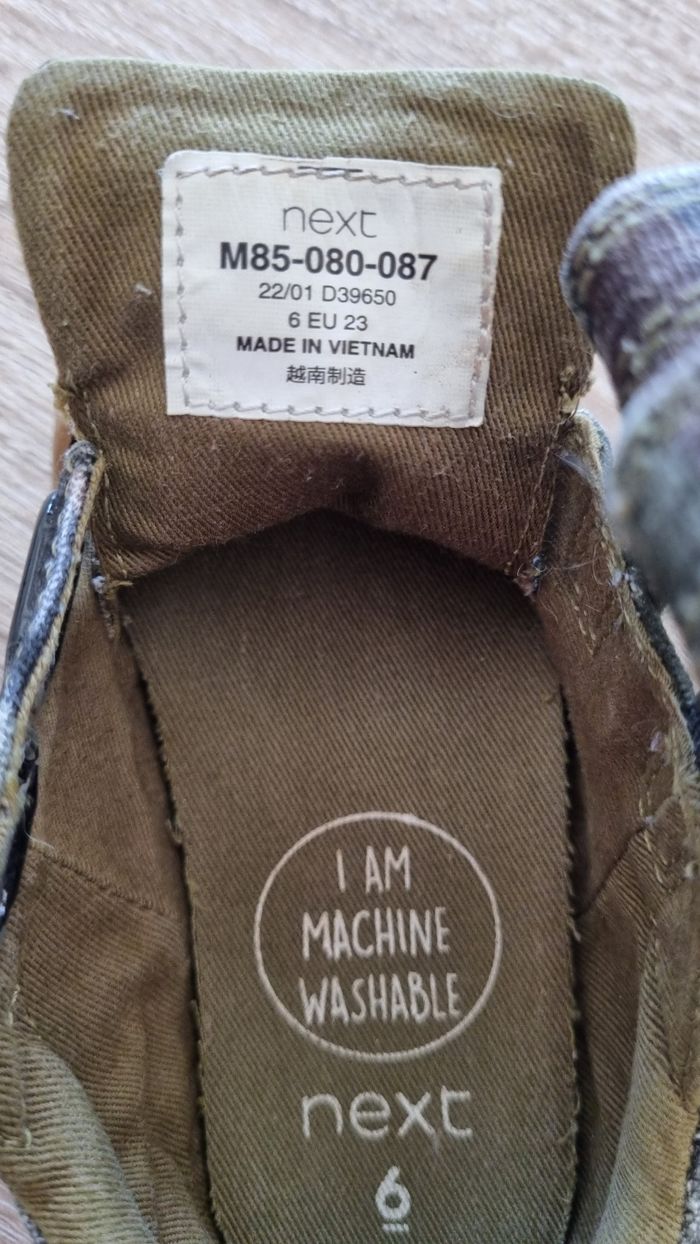 next
M85-080-087
22/01 D39650
6 EU 23
MADE IN VIETNAM
越南制造
I AM
MACHINE
WASHABLE
next
6